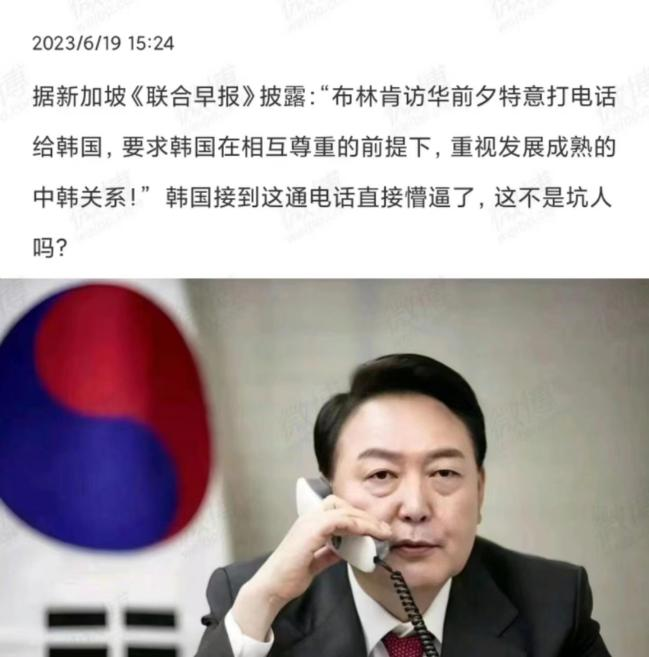 2023/6/19 15:24
据新加坡《联合早报》披露：“布林肯访华前夕特意打电话
给韩国，要求韩国在相互尊重的前提下，重视发展成熟的
中韩关系！” 韩国接到这通电话直接懵逼了，这不是坑人
吗？